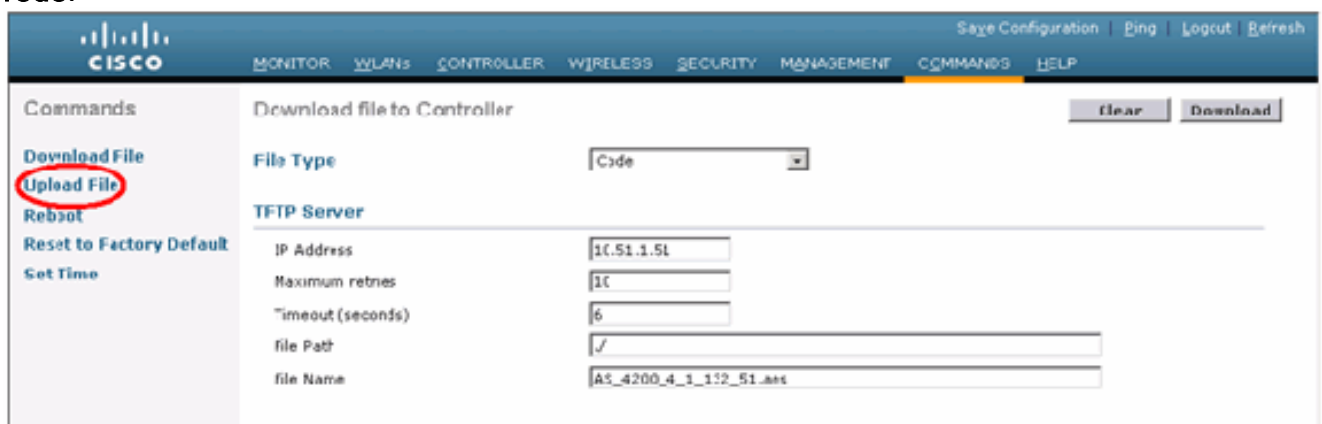 Save Configuration | Ping | Logout | Refresh
CISCO
MONITOR WLANs CONTROLLER WIRELESS SECURITY MANAGEMENT COMMANDS HELP
Commands
Download File
Upload File
Reboot
Reset to Factory Default
Set Time
Download file to Controller
Clear Download
File Type Code
TFTP Server
IP Address
Maximum retries 10
Timeout (seconds) 6
File Path ./
File Name